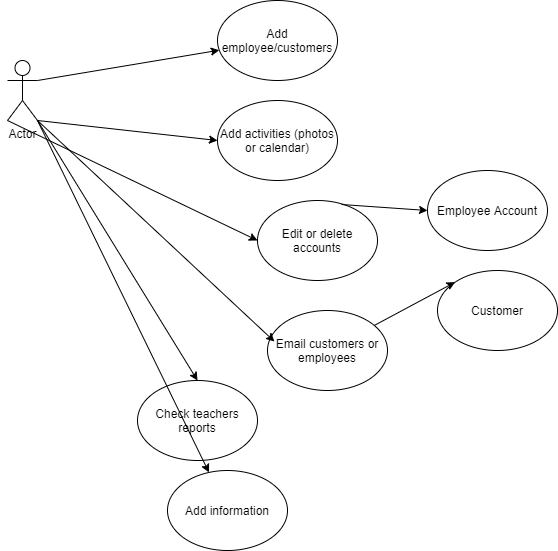 Add
employee/customers
Actor
Add activities (photos
or calendar)
Edit or delete
accounts
Employee Account
Email customers or
employees
Customer
Check teachers
reports
Add information